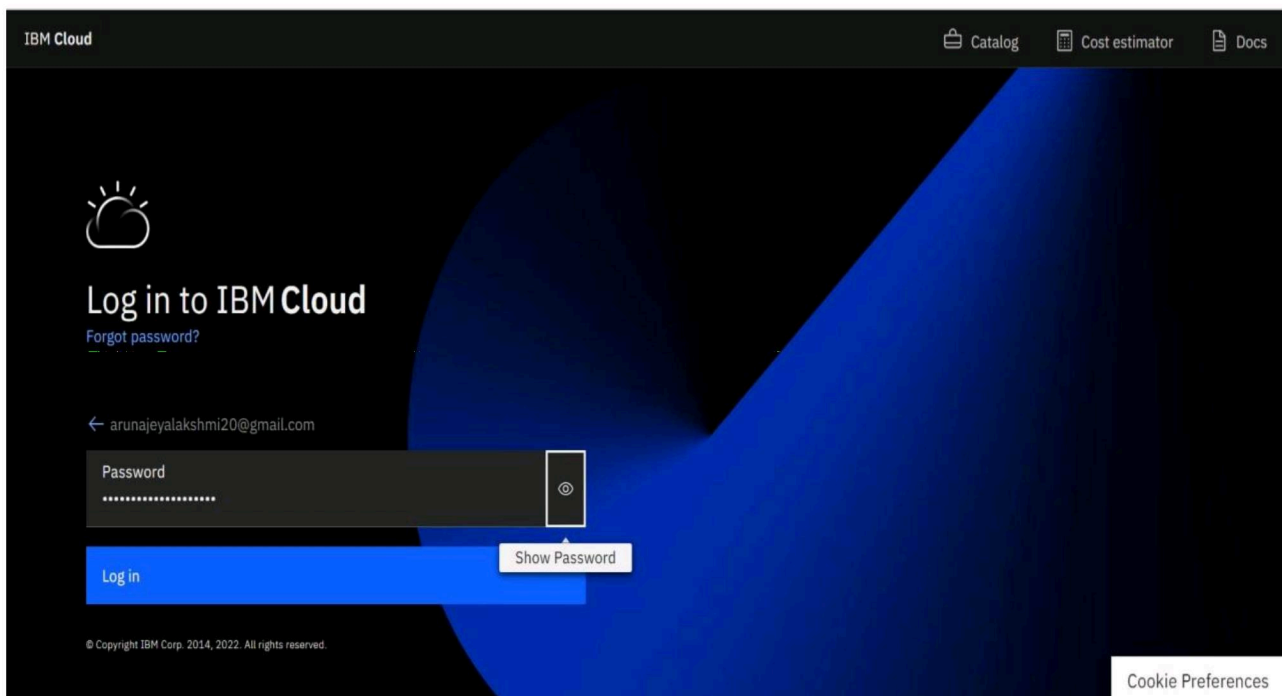 IBM Cloud
Catalog
Cost estimator
Docs
Log in to IBM Cloud
Forgot password?
← arunajeyalakshmi20@gmail.com
Password
••••••••••••••••••••
Show Password
Log in
© Copyright IBM Corp. 2014, 2022. All rights reserved.
Cookie Preferences